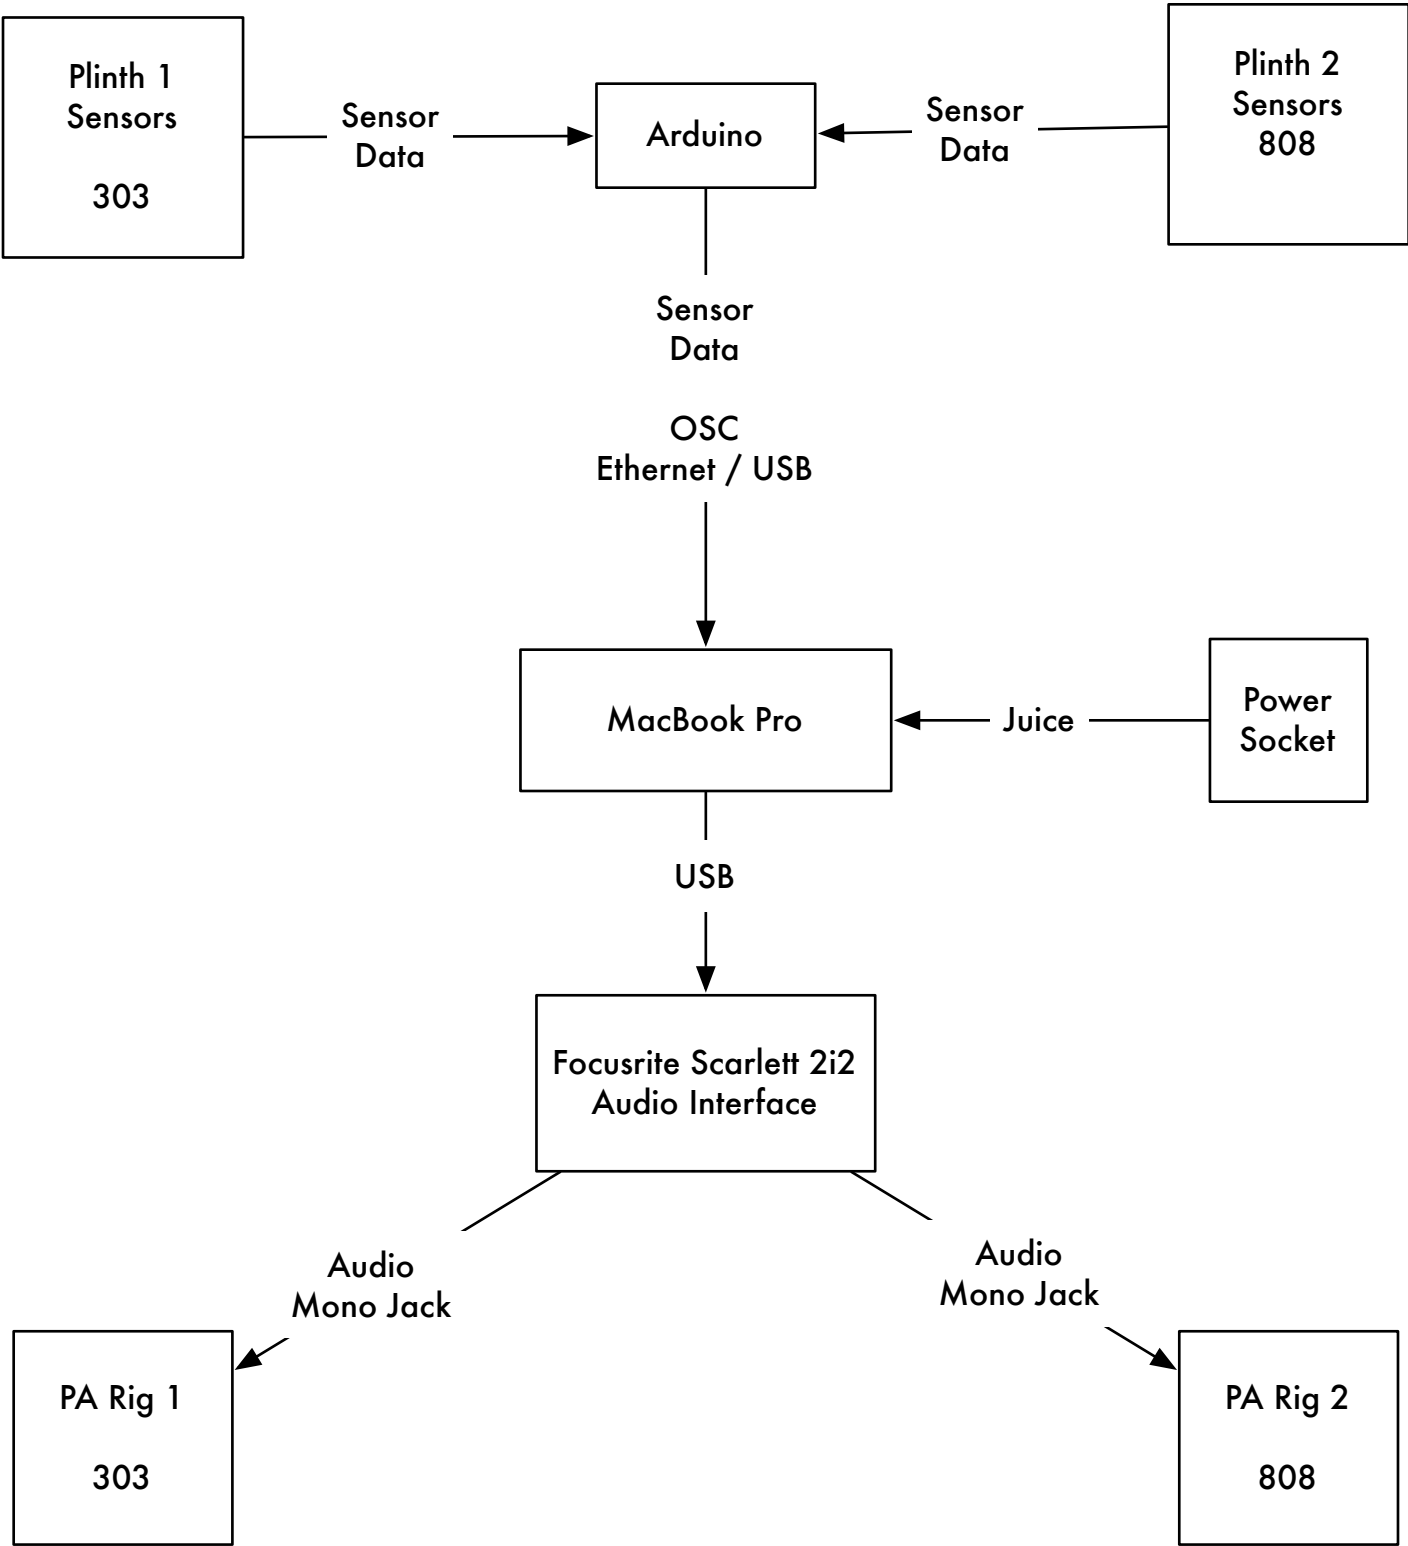 Plinth 1
Sensors
303
Sensor
Data
Arduino
Sensor
Data
Plinth 2
Sensors
808
Sensor
Data
OSC
Ethernet / USB
MacBook Pro
Juice
Power
Socket
USB
Focusrite Scarlett 2i2
Audio Interface
Audio
Mono Jack
Audio
Mono Jack
PA Rig 1
303
PA Rig 2
808